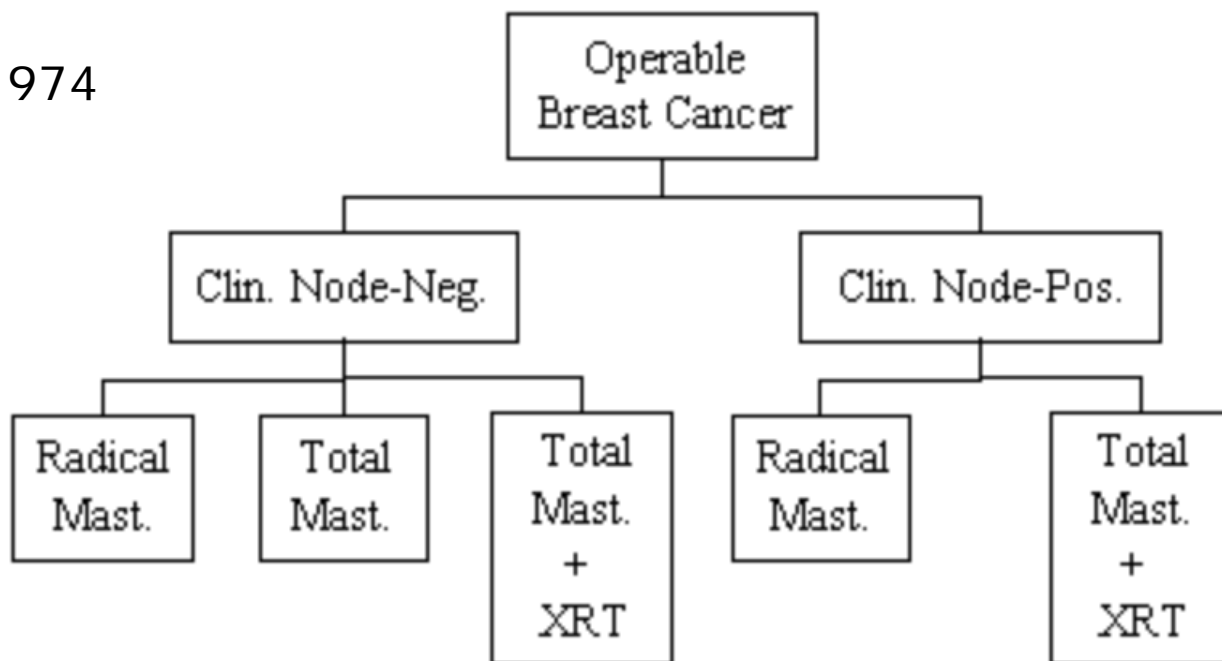 974
Operable
Breast Cancer
Clin. Node-Neg.
Clin. Node-Pos.
Radical
Mast.
Total
Mast.
Total
Mast.
+
XRT
Radical
Mast.
Total
Mast.
+
XRT